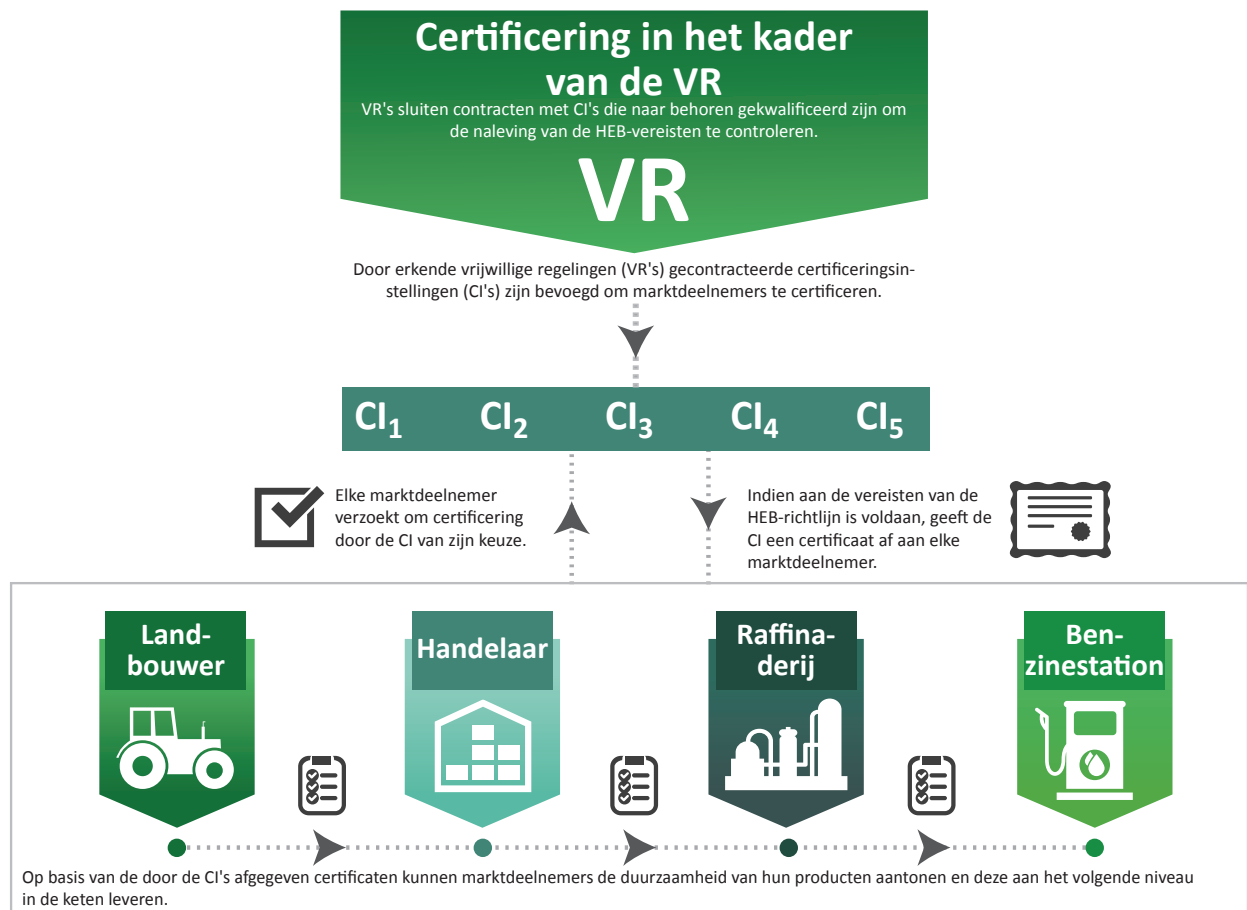 Certificering in het kader
van de VR
VR's sluiten contracten met CI's die naar behoren gekwalificeerd zijn om
de naleving van de HEB-vereisten te controleren.
VR
Door erkende vrijwillige regelingen (VR's) gecontracteerde certificeringsin-
stellingen (CI's) zijn bevoegd om marktdeelnemers te certificeren.
CI1 CI2 CI3 CI4 CI5
Elke marktdeelnemer
verzoekt om certificering
door de CI van zijn keuze.
Indien aan de vereisten van de
HEB-richtlijn is voldaan, geeft de
CI een certificaat af aan elke
marktdeelnemer.
Land-
bouwer
Handelaar
Raffina-
derij
Ben-
zinestation
Op basis van de door de CI's afgegeven certificaten kunnen marktdeelnemers de duurzaamheid van hun producten aantonen en deze aan het volgende niveau
in de keten leveren.